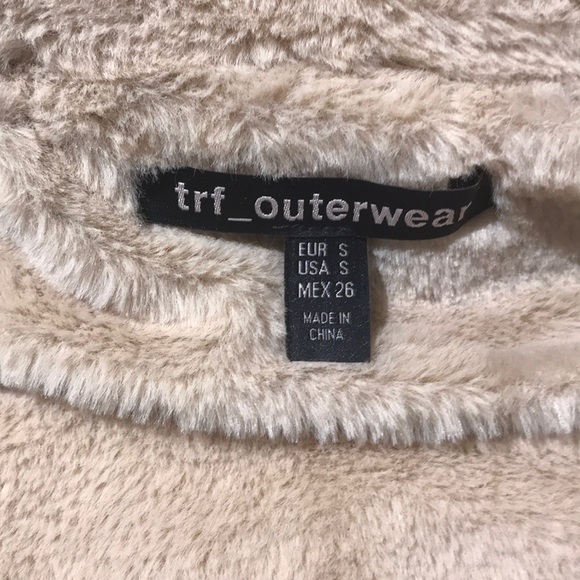 trf_outerwear
EUR S
USA S
MEX 26
MADE IN
CHINA